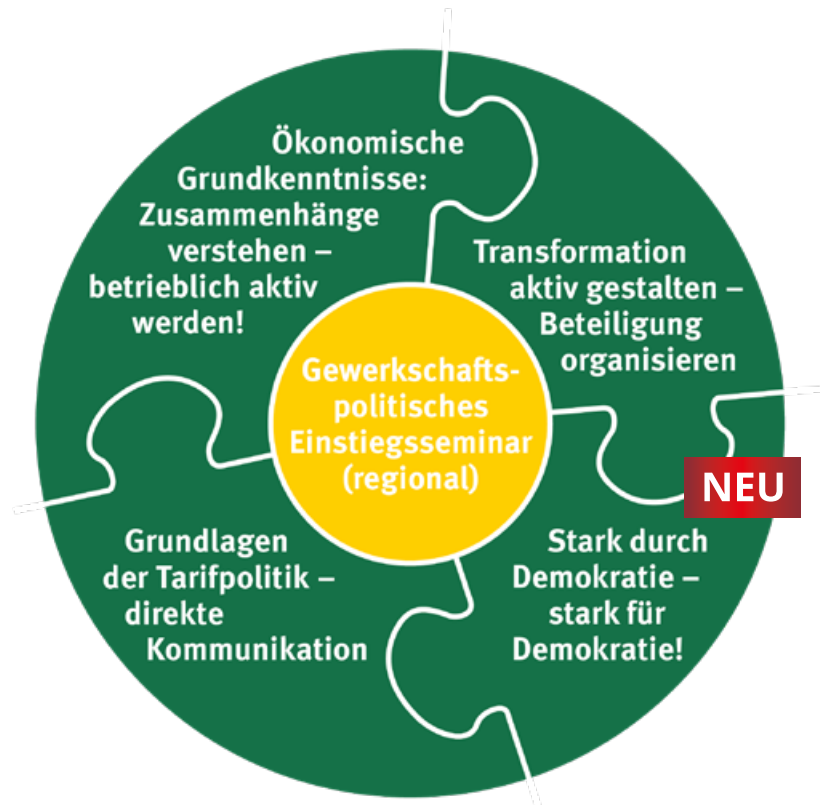 Ökonomische
Grundkenntnisse:
Zusammenhänge
verstehen –
betrieblich aktiv
werden!
Transformation
aktiv gestalten –
Beteiligung
organisieren
Gewerkschafts-
politisches
Einstiegsseminar
(regional)
NEU
Grundlagen
der Tarifpolitik –
direkte
Kommunikation
Stark durch
Demokratie –
stark für
Demokratie!